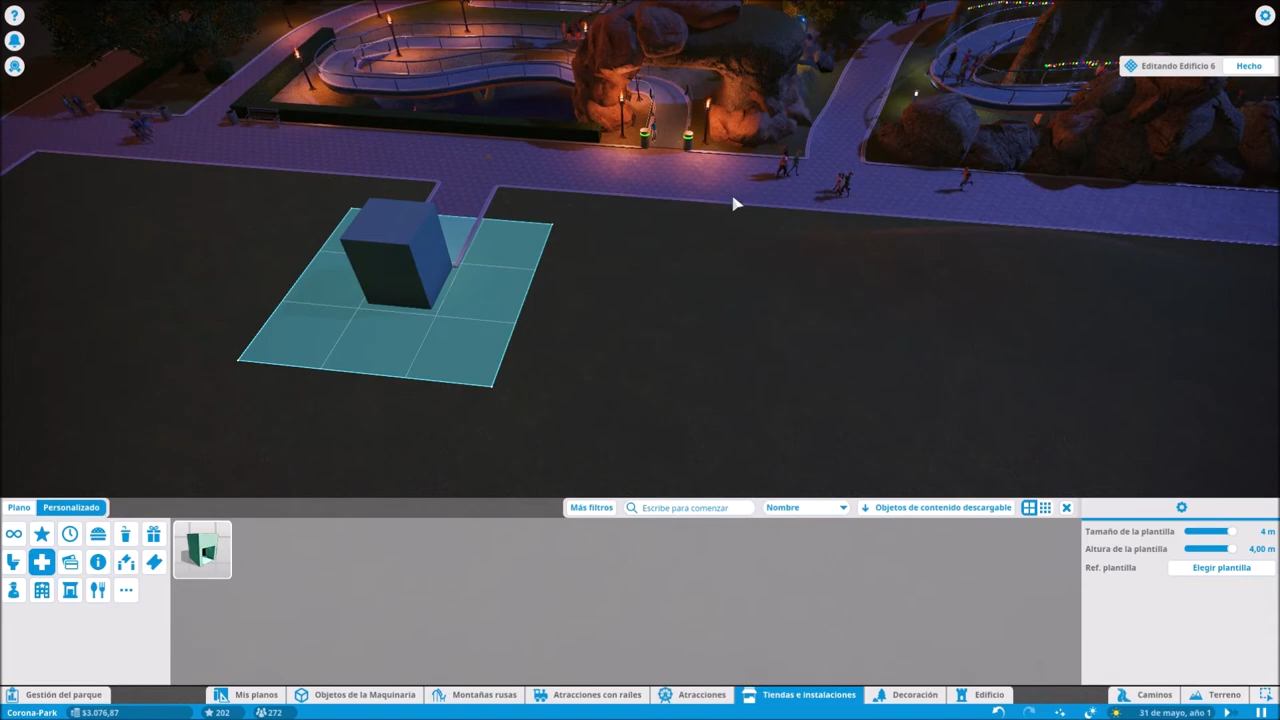 Editando Edificio 6
Hecho
Plano
Personalizado
Más filtros
Escribe para comenzar
Nombre
Objetos de contenido descargable
Tamaño de la plantilla
4 m
Altura de la plantilla
4,00 m
Ref. plantilla
Elegir plantilla
Gestión del parque
Mis planos
Objetos de la Maquinaria
Montañas rusas
Atracciones con raíles
Atracciones
Tiendas e instalaciones
Decoración
Edificio
Caminos
Terreno
Corona-Park
$3.076,87
202
272
31 de mayo, año 1